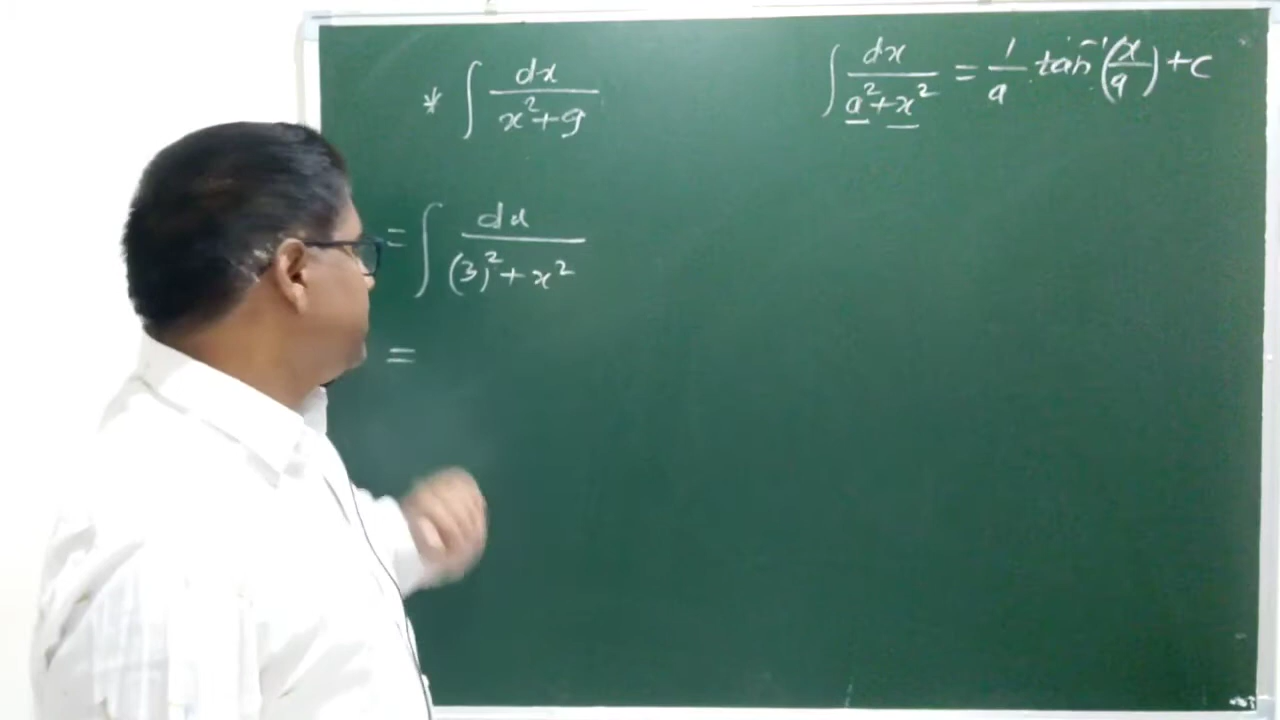 * ∫ dx / x²+9
∫ dx / a²+x² = 1/a tan⁻¹(x/a) + c
= ∫ dx / (3)²+x²
=